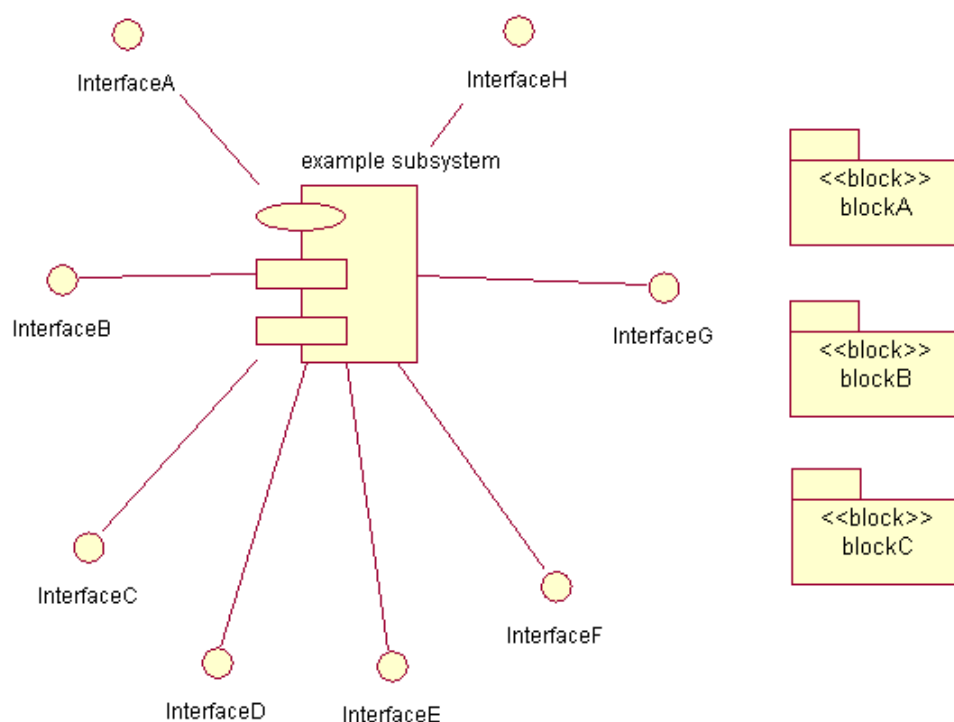 InterfaceA
InterfaceH
example subsystem
<<block>>
blockA
InterfaceB
InterfaceG
<<block>>
blockB
<<block>>
blockC
InterfaceC
InterfaceF
InterfaceD
InterfaceE